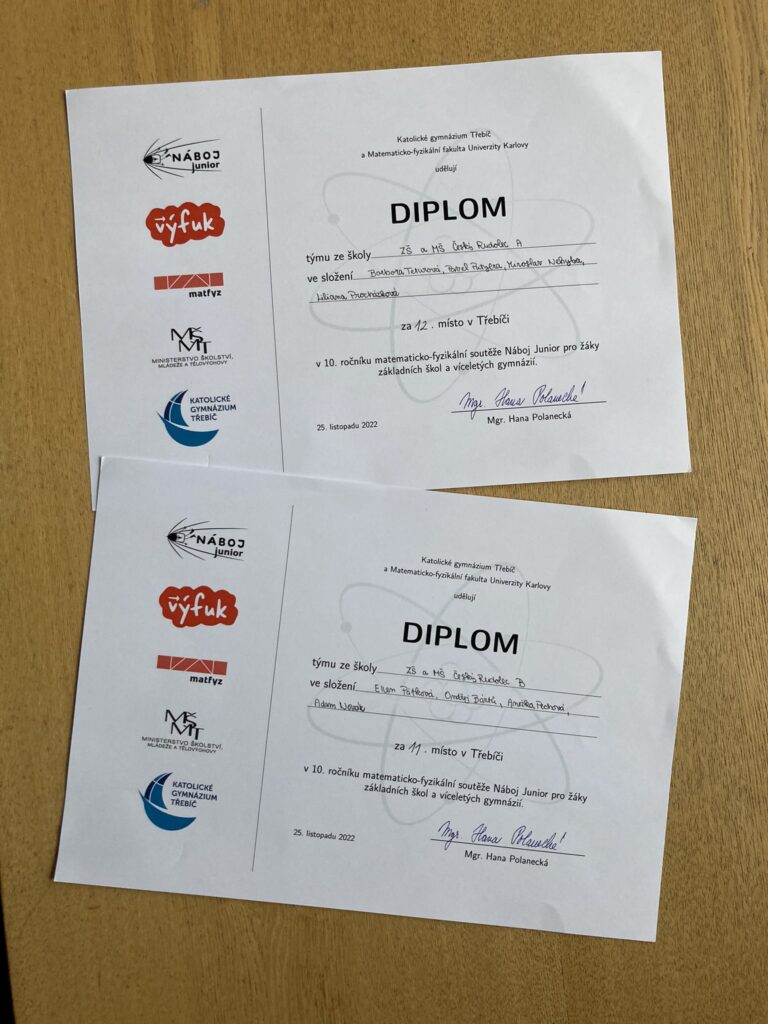 NÁBOJ
junior
výfuk
matfyz
MŠMT
MINISTERSTVO ŠKOLSTVÍ,
MLÁDEŽE A TĚLOVÝCHOVY
KATOLICKÉ
GYMNÁZIUM
TŘEBÍČ
Katolické gymnázium Třebíč
a Matematicko-fyzikální fakulta Univerzity Karlovy
udělují
DIPLOM
týmu ze školy ZŠ a MŠ Český Rudolec A
ve složení Barbora Pavel Miroslav Nehyba,
Liliana Procházková
za 12. místo v Třebíči
v 10. ročníku matematicko-fyzikální soutěže Náboj Junior pro žáky
základních škol a víceletých gymnázií.
Mgr. Hana Polanecká
25. listopadu 2022
Mgr. Hana Polanecká
NÁBOJ
junior
výfuk
matfyz
MŠMT
MINISTERSTVO ŠKOLSTVÍ,
MLÁDEŽE A TĚLOVÝCHOVY
KATOLICKÉ
GYMNÁZIUM
TŘEBÍČ
Katolické gymnázium Třebíč
a Matematicko-fyzikální fakulta Univerzity Karlovy
udělují
DIPLOM
týmu ze školy ZŠ a MŠ Český Rudolec B
ve složení Ellen Ondřej Anežka Pechová,
Adam Novák
za 11. místo v Třebíči
v 10. ročníku matematicko-fyzikální soutěže Náboj Junior pro žáky
základních škol a víceletých gymnázií.
Mgr. Hana Polanecká
25. listopadu 2022
Mgr. Hana Polanecká